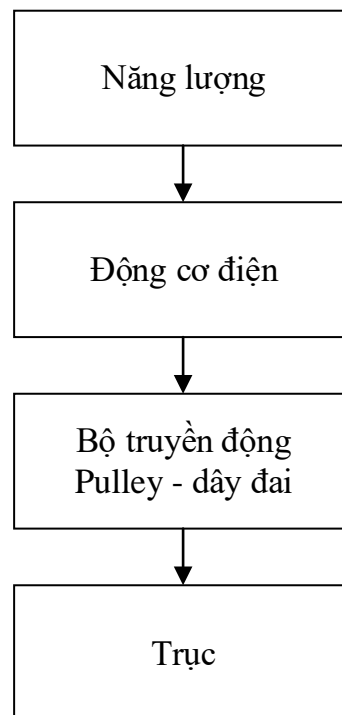 Năng lượng
Động cơ điện
Bộ truyền động
Pulley - dây đai
Trục